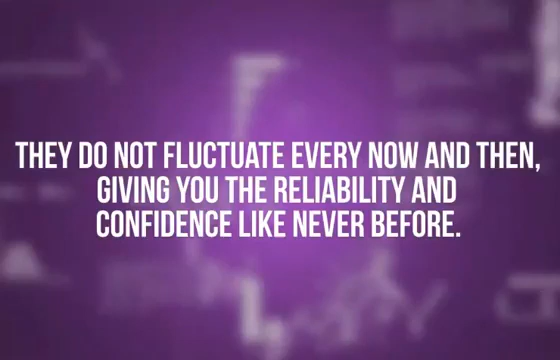 THEY DO NOT FLUCTUATE EVERY NOW AND THEN,
GIVING YOU THE RELIABILITY AND
CONFIDENCE LIKE NEVER BEFORE.